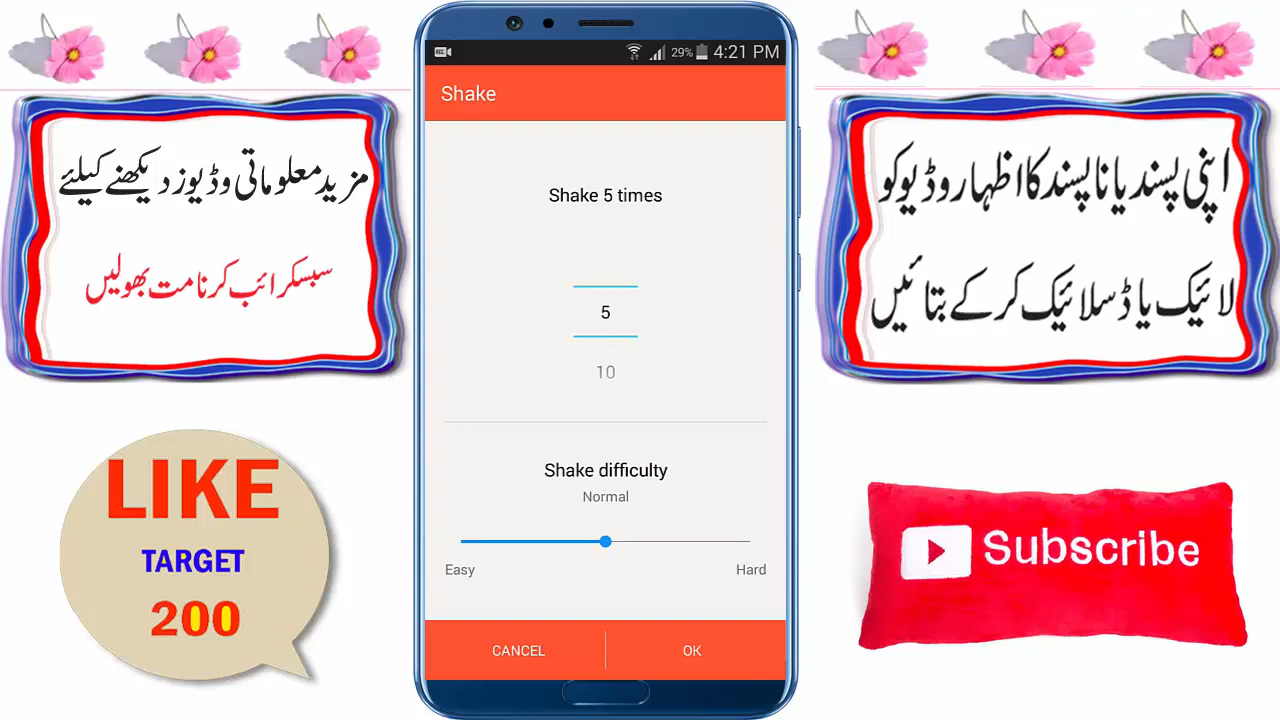 مزید معلوماتی وڈیوز دیکھنے کیلئے
سبسکرائب کرنا مت بھولیں
LIKE
TARGET
200
REC
29%
4:21 PM
Shake
Shake 5 times
5
10
Shake difficulty
Normal
Easy
Hard
CANCEL
OK
اپنی پسند یا ناپسند کا اظہار وڈیو کو
لائیک یا ڈسلائیک کر کے بتائیں
Subscribe